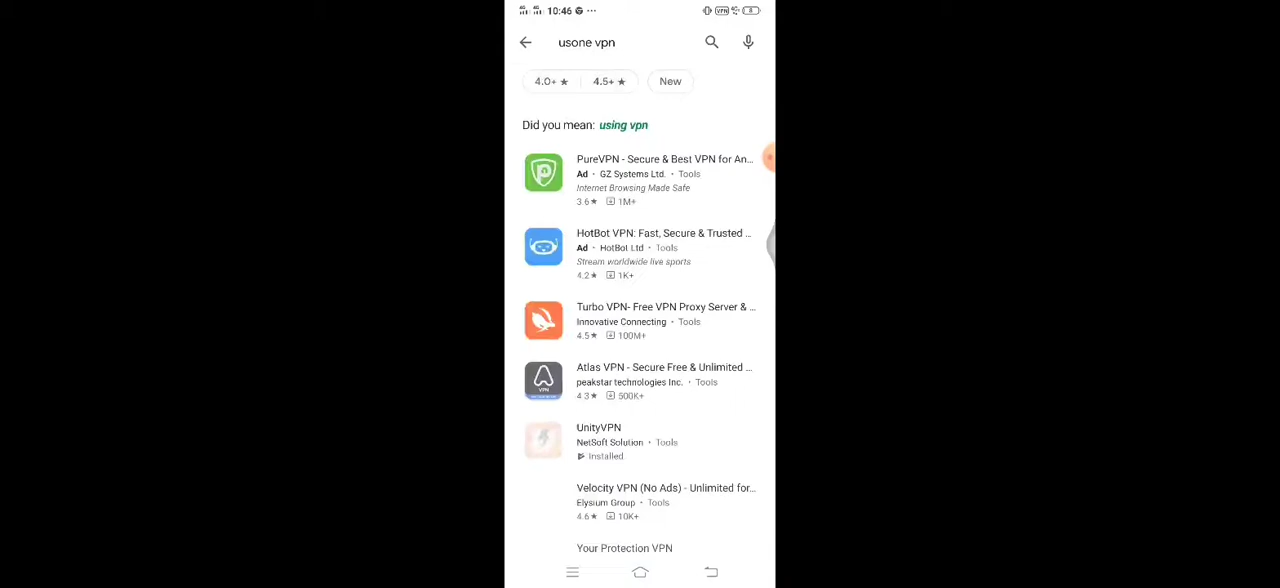 10:46 VPN 8
usone vpn
4.0+ ★ 4.5+ ★ New
Did you mean: using vpn
PureVPN - Secure & Best VPN for An...
Ad • GZ Systems Ltd. • Tools
Internet Browsing Made Safe
3.6★ 1M+
HotBot VPN: Fast, Secure & Trusted ...
Ad • HotBot Ltd • Tools
Stream worldwide live sports
4.2★ 1K+
Turbo VPN- Free VPN Proxy Server & ...
Innovative Connecting • Tools
4.5★ 100M+
Atlas VPN - Secure Free & Unlimited ...
peakstar technologies Inc. • Tools
4.3★ 500K+
UnityVPN
NetSoft Solution • Tools
Installed
Velocity VPN (No Ads) - Unlimited for...
Elysium Group • Tools
4.6★ 10K+
Your Protection VPN